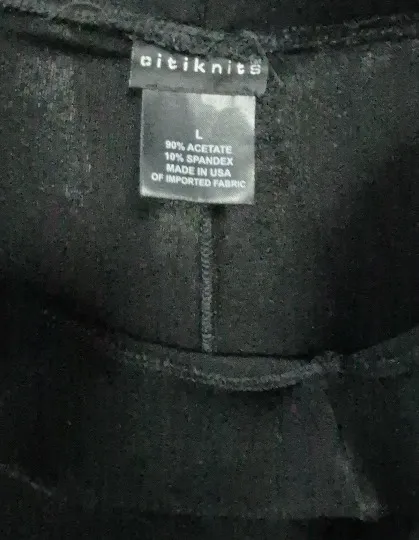 citiknits
L
90% ACETATE
10% SPANDEX
MADE IN USA
OF IMPORTED FABRIC